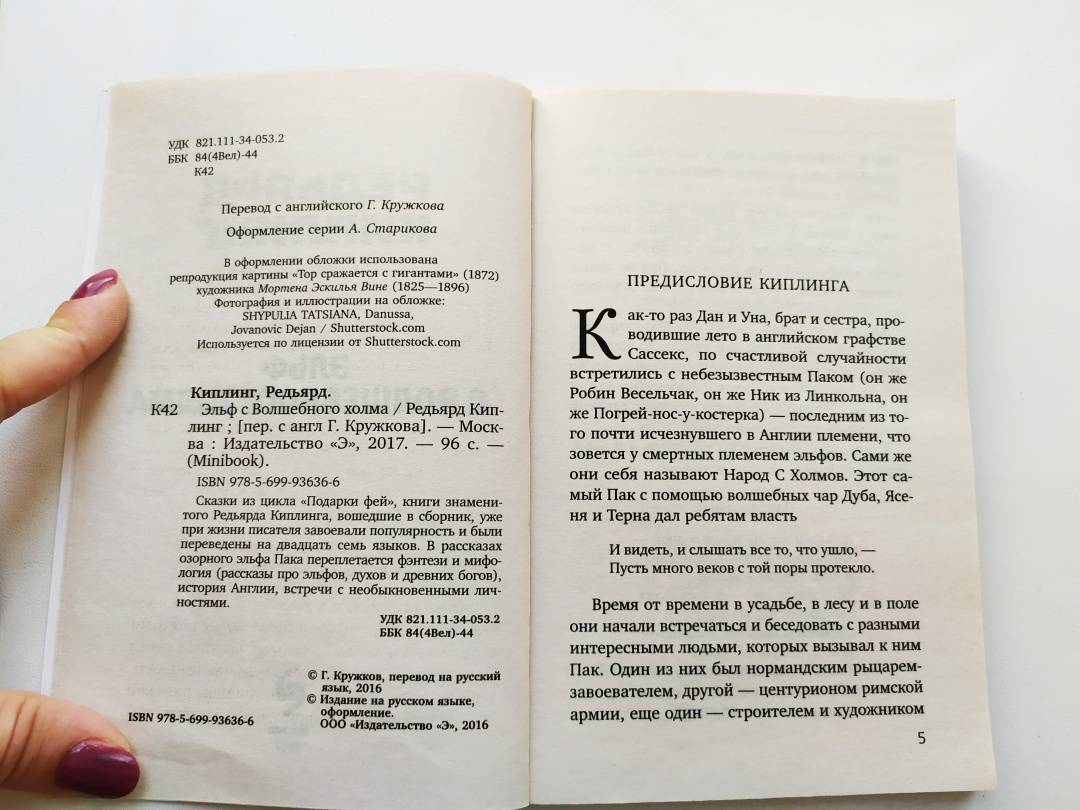 УДК 821.111-34-053.2
ББК 84(4Вел)-44
К42
Перевод с английского Г. Кружкова
Оформление серии А. Старикова
В оформлении обложки использована
репродукция картины «Тор сражается с гигантами» (1872)
художника Мортена Эскилья Вине (1825—1896)
Фотография и иллюстрации на обложке:
SHYPULIA TATSIANA, Danussa,
Jovanovic Dejan / Shutterstock.com
Используется по лицензии от Shutterstock.com
Киплинг, Редьярд.
К42 Эльф с Волшебного холма / Редьярд Кип-
линг ; [пер. с англ Г. Кружкова]. — Моск-
ва : Издательство «Э», 2017. — 96 с. —
(Minibook).
ISBN 978-5-699-93636-6
Сказки из цикла «Подарки фей», книги знамени-
того Редьярда Киплинга, вошедшие в сборник, уже
при жизни писателя завоевали популярность и были
переведены на двадцать семь языков. В рассказах
озорного эльфа Пака переплетается фэнтези и мифо-
логия (рассказы про эльфов, духов и древних богов),
история Англии, встречи с необыкновенными лич-
ностями.
УДК 821.111-34-053.2
ББК 84(4Вел)-44
© Г. Кружков, перевод на русский
язык, 2016
© Издание на русском языке,
оформление.
ООО «Издательство «Э», 2016
ISBN 978-5-699-93636-6
ПРЕДИСЛОВИЕ КИПЛИНГА
Как-то раз Дан и Уна, брат и сестра, про-
водившие лето в английском графстве
Сассекс, по счастливой случайности
встретились с небезызвестным Паком (он же
Робин Весельчак, он же Ник из Линкольна, он
же Погрей-нос-у-костерка) — последним из то-
го почти исчезнувшего в Англии племени, что
зовется у смертных племенем эльфов. Сами же
они себя называют Народ С Холмов. Этот са-
мый Пак с помощью волшебных чар Дуба, Ясе-
ня и Терна дал ребятам власть
И видеть, и слышать все то, что ушло, —
Пусть много веков с той поры протекло.
Время от времени в усадьбе, в лесу и в поле
они начали встречаться и беседовать с разными
интересными людьми, которых вызывал к ним
Пак. Один из них был нормандским рыцарем-
завоевателем, другой — центурионом римской
армии, еще один — строителем и художником
5